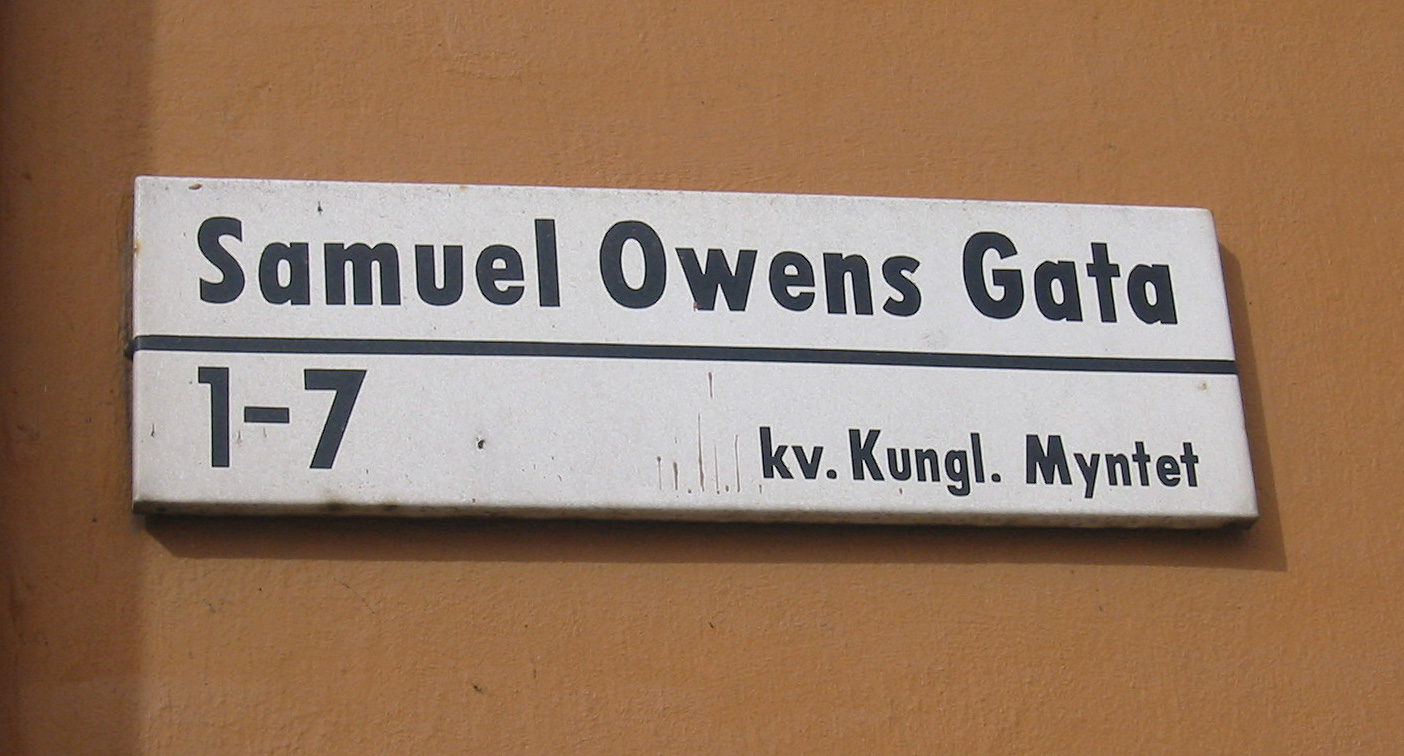 Samuel Owens Gata
1-7
kv. Kungl. Myntet